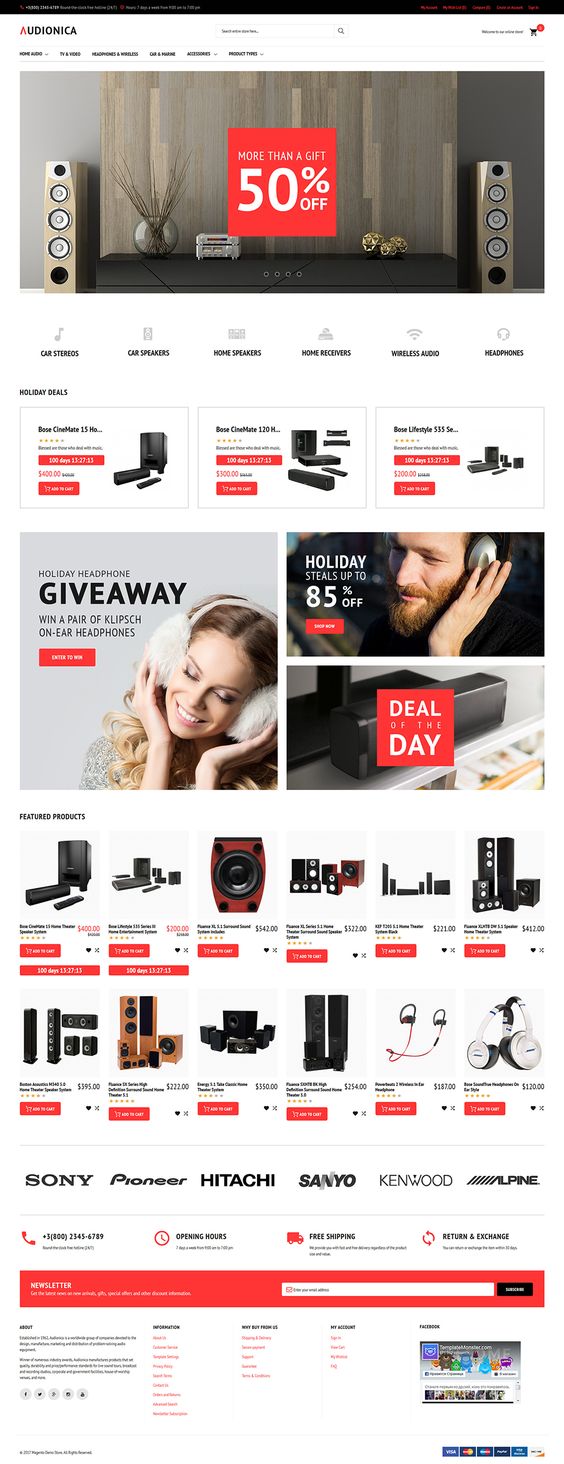 +3(800) 2345-6789 Round-the-clock free hotline (24/7) Hours: 7 days a week from 9:00 am to 7:00 pm
My Account My Wish List (0) Compare (0) Create an Account Sign In
AUDIONICA
Search entire store here...
Welcome to our online store!
0
HOME AUDIO TV & VIDEO HEADPHONES & WIRELESS CAR & MARINE ACCESSORIES PRODUCT TYPES
MORE THAN A GIFT
50% OFF
CAR STEREOS CAR SPEAKERS HOME SPEAKERS HOME RECEIVERS WIRELESS AUDIO HEADPHONES
HOLIDAY DEALS
Bose CineMate 15 Ho...
Blessed are those who deal with music.
100 days 13:27:13
$400.00 $420.00
ADD TO CART
Bose CineMate 120 H...
Blessed are those who deal with music.
100 days 13:27:13
$300.00
ADD TO CART
Bose Lifestyle 535 Se...
Blessed are those who deal with music.
100 days 13:27:13
$200.00
ADD TO CART
HOLIDAY HEADPHONE
GIVEAWAY
WIN A PAIR OF KLIPSCH
ON-EAR HEADPHONES
ENTER TO WIN
HOLIDAY
STEALS UP TO
85% OFF
SHOP NOW
DEAL
OF THE
DAY
FEATURED PRODUCTS
Bose CineMate 15 Home Theater Speaker System
$400.00
$420.00
ADD TO CART
100 days 13:27:13
Bose Lifestyle 535 Series III Home Entertainment System
$200.00
ADD TO CART
100 days 13:27:13
Fluance XL 5.1 Surround Sound System Includes
$542.00
ADD TO CART
Fluance XL Series 5.1 Home Theater Surround Sound Speaker System
$322.00
ADD TO CART
KEF T205 5.1 Home Theater System Black
$221.00
ADD TO CART
Fluance XLHTB DW 5.1 Speaker Home Theater System
$412.00
ADD TO CART
Boston Acoustics M340 5.0 Home Theater Speaker System
$395.00
ADD TO CART
Fluance SX Series High Definition Surround Sound Home Theater 5.1
$222.00
ADD TO CART
Energy 5.1 Take Classic Home Theater System
$350.00
ADD TO CART
Fluance SXHTB BK High Definition Surround Sound Home Theater 5.0
$254.00
ADD TO CART
Powerbeats 2 Wireless In Ear Headphone
$187.00
ADD TO CART
Bose SoundTrue Headphones On Ear Style
$120.00
ADD TO CART
SONY Pioneer HITACHI SANYO KENWOOD ALPINE
+3(800) 2345-6789
Round-the-clock free hotline (24/7)
OPENING HOURS
7 days a week from 9:00 am to 7:00 pm
FREE SHIPPING
We provide you with fast and free delivery regardless of the product
size and value.
RETURN & EXCHANGE
You can return or exchange the item within 30 days.
NEWSLETTER
Get the latest news on new arrivals, gifts, special offers and other discount information.
Enter your email address
SUBSCRIBE
ABOUT
Established in 1962, Audionica is a worldwide group of companies devoted to the
design, manufacture, marketing and distribution of problem-solving audio
equipment.
Winner of numerous industry awards, Audionica manufactures products that set
quality, durability and price/performance standards for live sound tours, broadcast
and recording studios, corporate and government facilities, house of worship
venues, and more.
INFORMATION
About Us
Customer Service
Template Settings
Privacy Policy
Search Terms
Contact Us
Orders and Returns
Advanced Search
Newsletter Subscription
WHY BUY FROM US
Shipping & Delivery
Secure payment
Support
Guarantee
Terms & Conditions
MY ACCOUNT
Sign In
View Cart
My Wishlist
FAQ
FACEBOOK
TemplateMonster.com
Нравится Страница
В магазин
© 2017 Magento Demo Store. All Rights Reserved.
VISA PayPal VISA DISCOVER